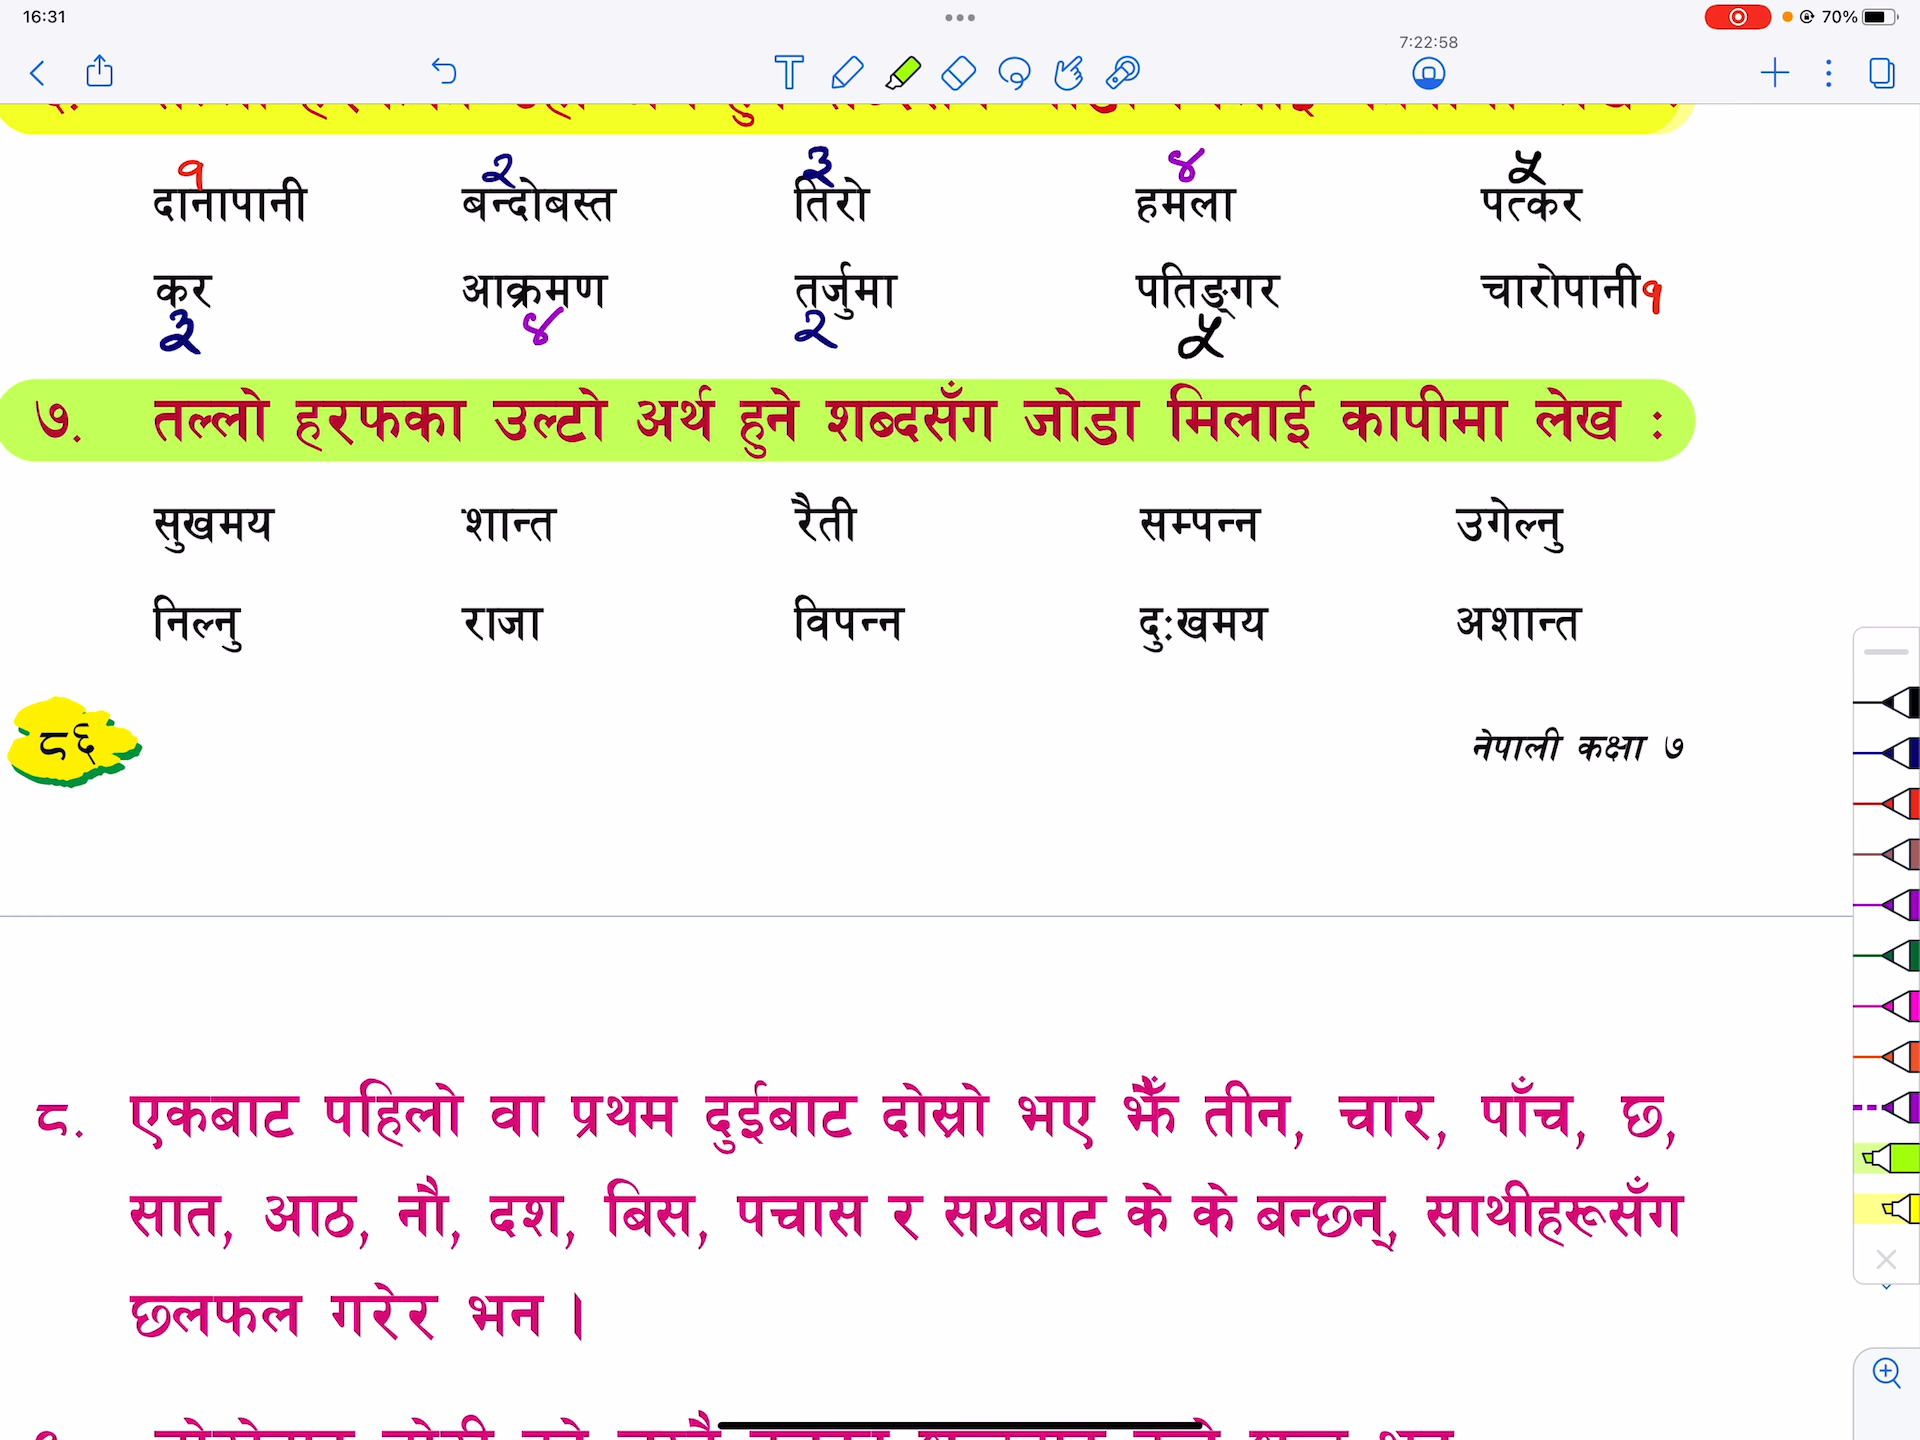 16:31
70%
7:22:58
१ २ ३ ४ ५
दानापानी बन्दोबस्त तिरो हमला पत्कर
कर आक्रमण तर्जुमा पतिङ्गर चारोपानी १
३ ४ २ ५
७. तल्लो हरफका उल्टो अर्थ हुने शब्दसँग जोडा मिलाई कापीमा लेख :
सुखमय शान्त रैती सम्पन्न उगेल्नु
निल्नु राजा विपन्न दुःखमय अशान्त
८६
नेपाली कक्षा ७
८. एकबाट पहिलो वा प्रथम दुईबाट दोस्रो भए झैँ तीन, चार, पाँच, छ,
सात, आठ, नौ, दश, बिस, पचास र सयबाट के के बन्छन्, साथीहरूसँग
छलफल गरेर भन ।